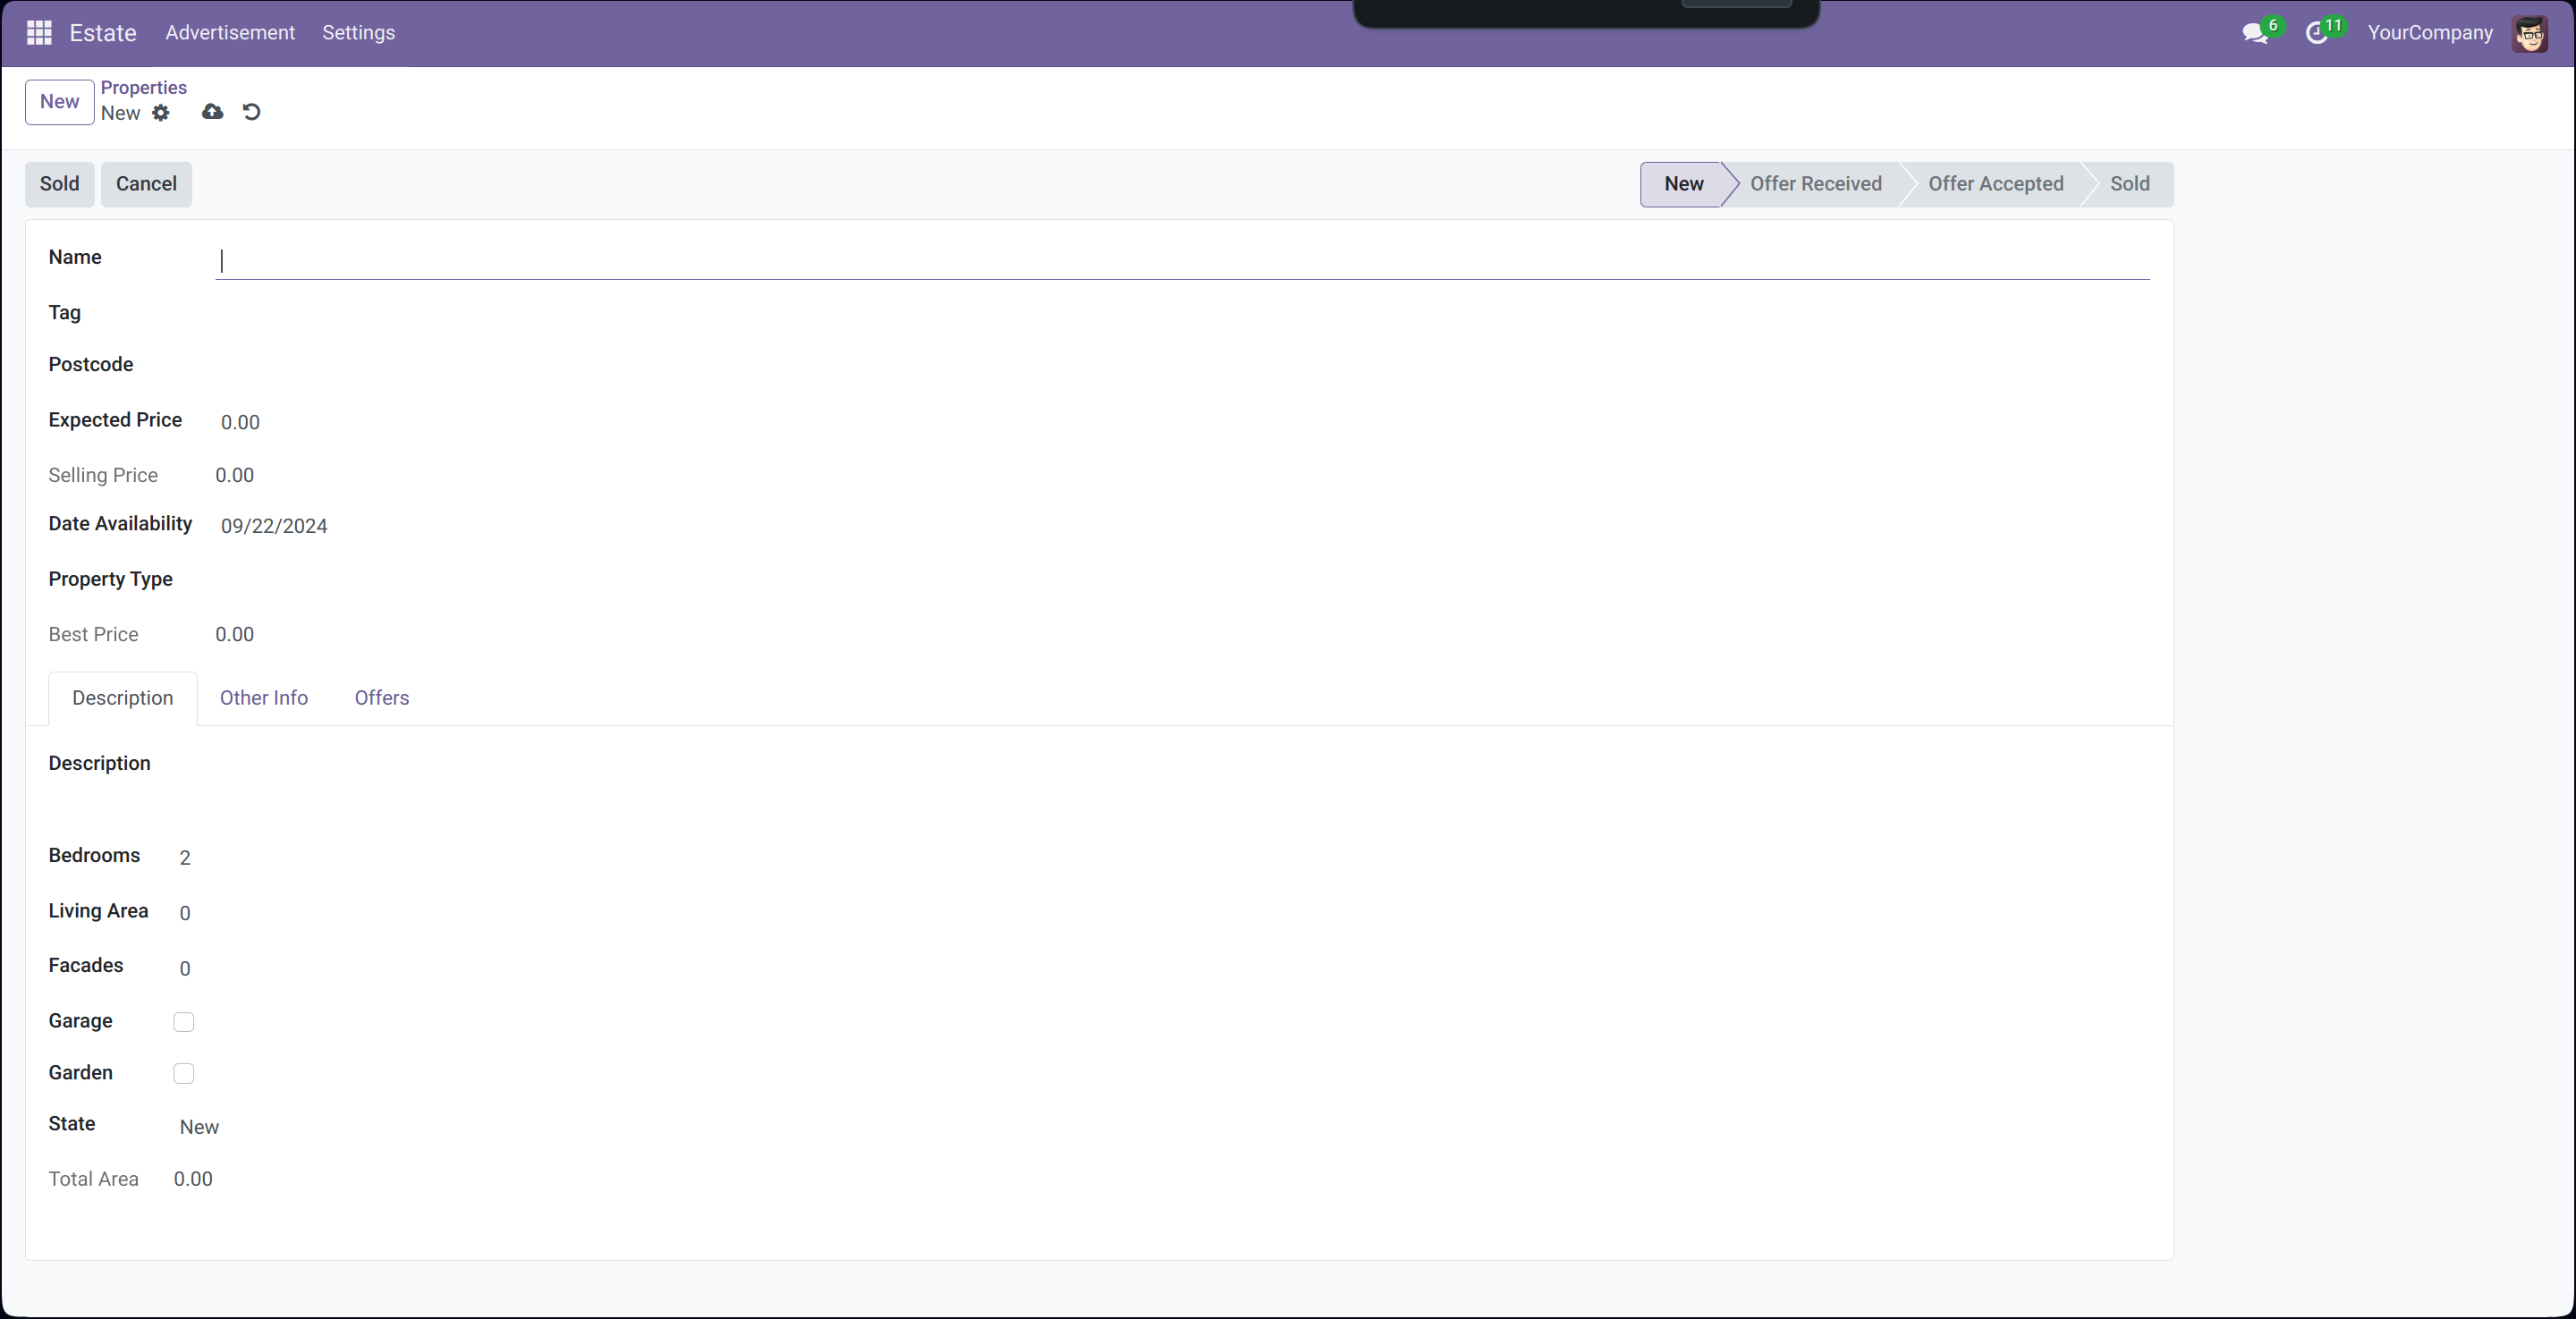 Estate Advertisement Settings 6 11 YourCompany
New Properties
New
Sold Cancel New Offer Received Offer Accepted Sold
Name
Tag
Postcode
Expected Price 0.00
Selling Price 0.00
Date Availability 09/22/2024
Property Type
Best Price 0.00
Description Other Info Offers
Description
Bedrooms 2
Living Area 0
Facades 0
Garage
Garden
State New
Total Area 0.00